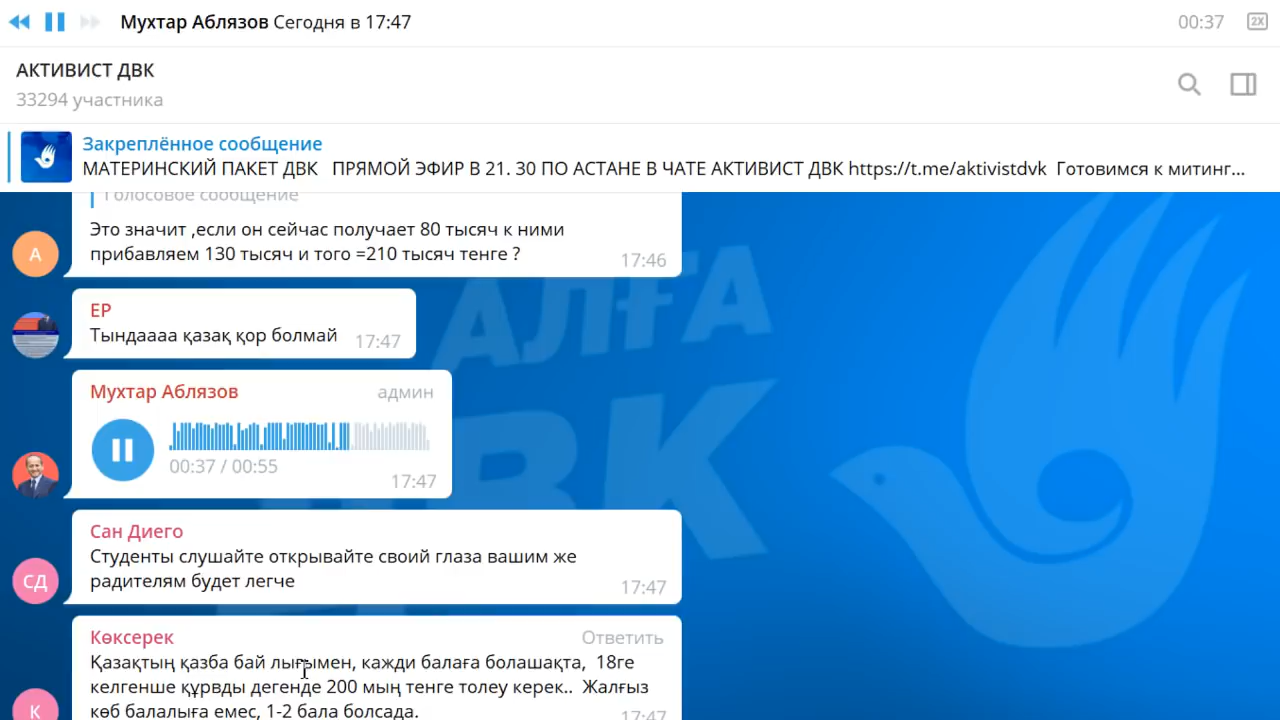 Мухтар Аблязов Сегодня в 17:47
00:37
2X
АКТИВИСТ ДВК
33294 участника
Закреплённое сообщение
МАТЕРИНСКИЙ ПАКЕТ ДВК ПРЯМОЙ ЭФИР В 21. 30 ПО АСТАНЕ В ЧАТЕ АКТИВИСТ ДВК https://t.me/aktivistdvk Готовимся к митинг...
Голосовое сообщение
Это значит ,если он сейчас получает 80 тысяч к ними
прибавляем 130 тысяч и того =210 тысяч тенге ?
17:46
А
ЕР
Тындаааа қазақ қор болмай
17:47
Мухтар Аблязов
админ
00:37 / 00:55
17:47
Сан Диего
Студенты слушайте открывайте своий глаза вашим же
радителям будет легче
17:47
СД
Көксерек
Ответить
Қазақтың қазба бай лығымен, кажди балаға болашақта, 18ге
келгенше құрвды дегенде 200 мың тенге толеу керек.. Жалғыз
көб балалыға емес, 1-2 бала болсада.
17:47
К
АЛҒА
ДВК